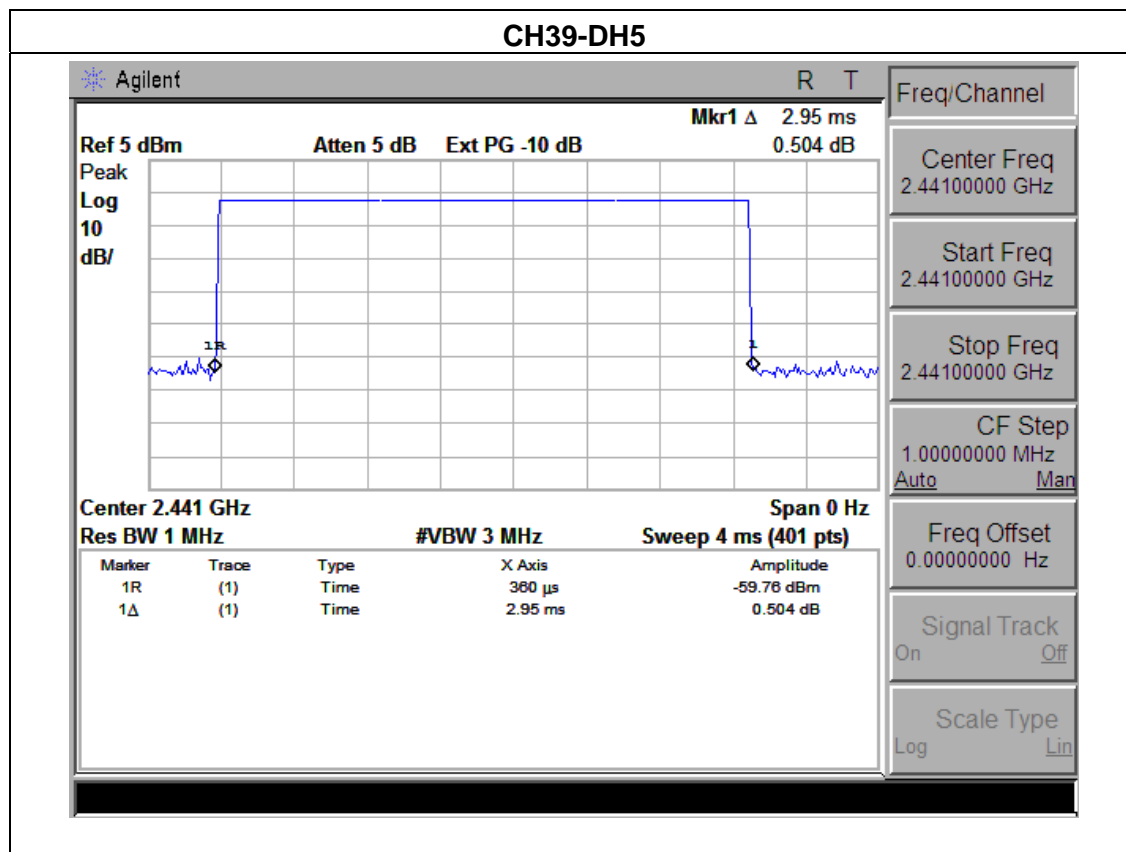 CH39-DH5
Agilent
R T
Mkr1 Δ 2.95 ms
Ref 5 dBm Atten 5 dB Ext PG -10 dB 0.504 dB
Peak
Log
10
dB/
1R
1
Center 2.441 GHz Span 0 Hz
Res BW 1 MHz #VBW 3 MHz Sweep 4 ms (401 pts)
Marker Trace Type X Axis Amplitude
1R (1) Time 360 µs -59.76 dBm
1Δ (1) Time 2.95 ms 0.504 dB
Freq/Channel
Center Freq
2.44100000 GHz
Start Freq
2.44100000 GHz
Stop Freq
2.44100000 GHz
CF Step
1.00000000 MHz
Auto Man
Freq Offset
0.00000000 Hz
Signal Track
On Off
Scale Type
Log Lin